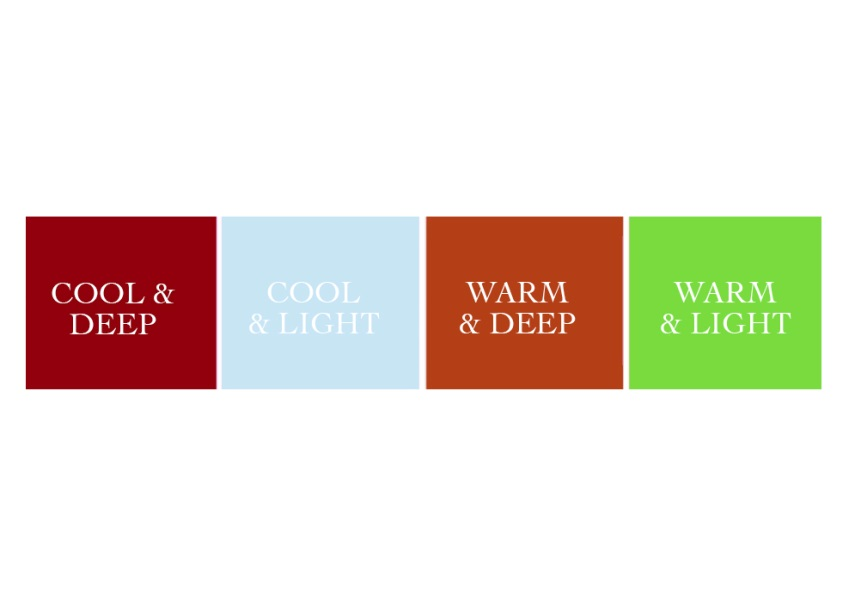 COOL &
DEEP
COOL
& LIGHT
WARM
& DEEP
WARM
& LIGHT